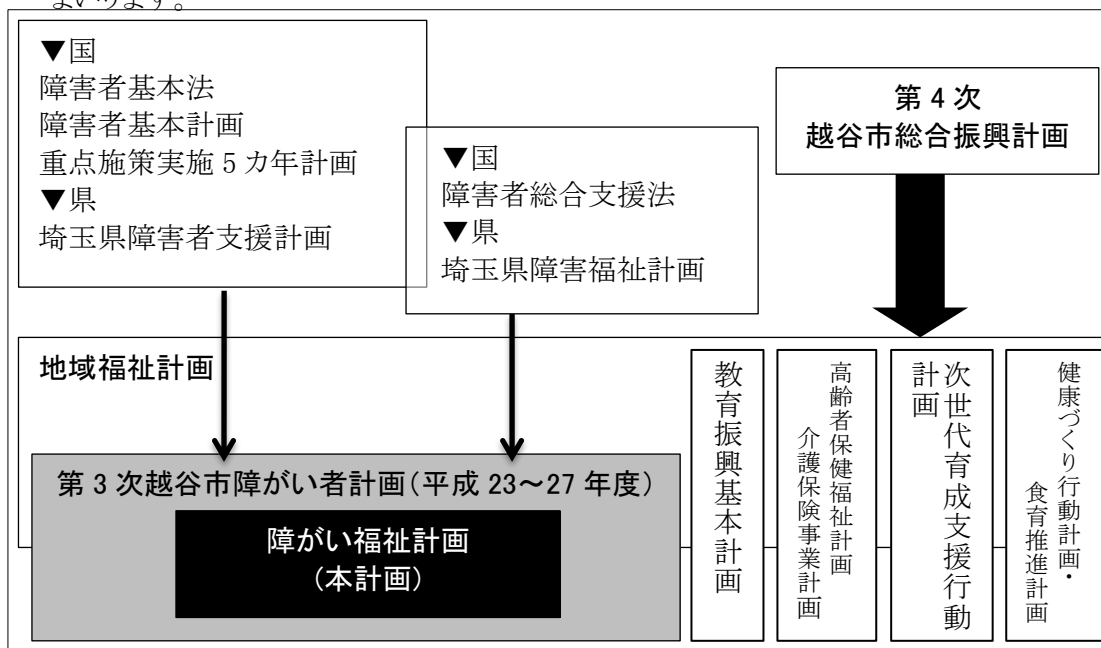 まいります。
▼国
障害者基本法
障害者基本計画
重点施策実施5カ年計画
▼県
埼玉県障害者支援計画
▼国
障害者総合支援法
▼県
埼玉県障害福祉計画
第4次
越谷市総合振興計画
地域福祉計画
第3次越谷市障がい者計画(平成23～27年度)
障がい福祉計画
(本計画)
教育振興基本計画
高齢者保健福祉計画
介護保険事業計画
次世代育成支援行動
計画
健康づくり行動計画・
食育推進計画